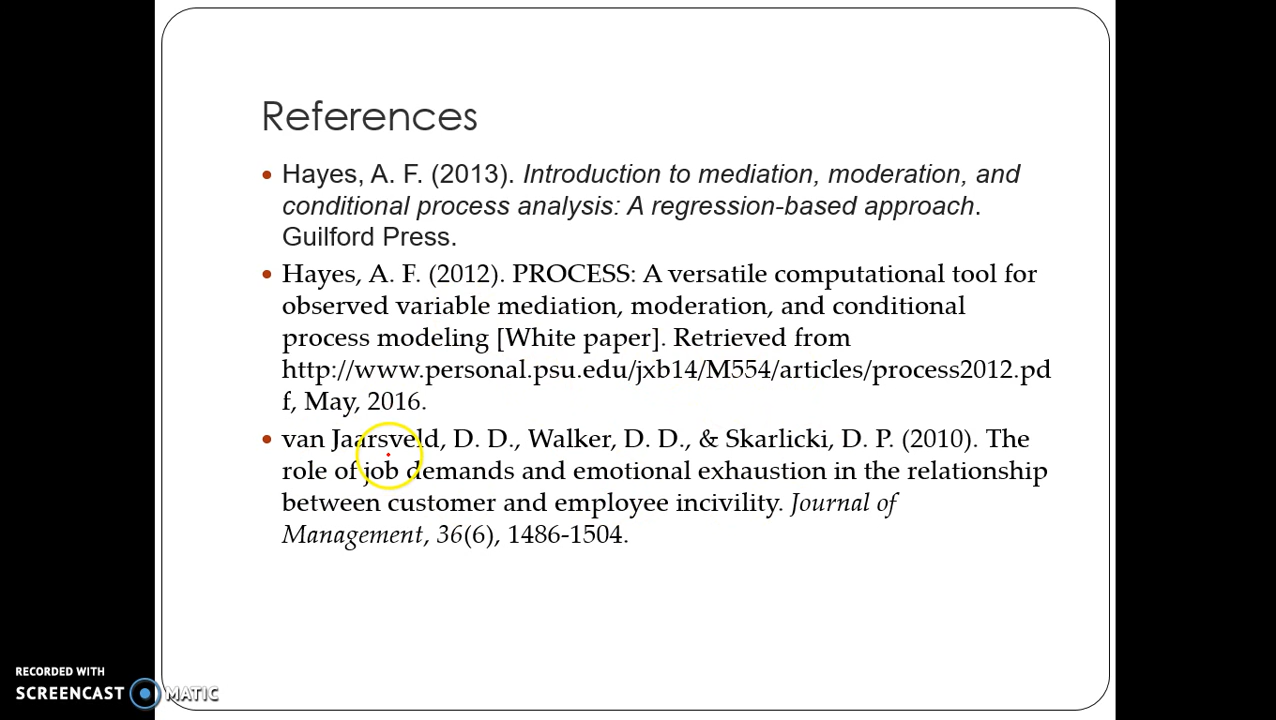 References
• Hayes, A. F. (2013). Introduction to mediation, moderation, and
conditional process analysis: A regression-based approach.
Guilford Press.
• Hayes, A. F. (2012). PROCESS: A versatile computational tool for
observed variable mediation, moderation, and conditional
process modeling [White paper]. Retrieved from
http://www.personal.psu.edu/jxb14/M554/articles/process2012.pd
f, May, 2016.
• van Jaarsveld, D. D., Walker, D. D., & Skarlicki, D. P. (2010). The
role of job demands and emotional exhaustion in the relationship
between customer and employee incivility. Journal of
Management, 36(6), 1486-1504.
RECORDED WITH
SCREENCAST MATIC